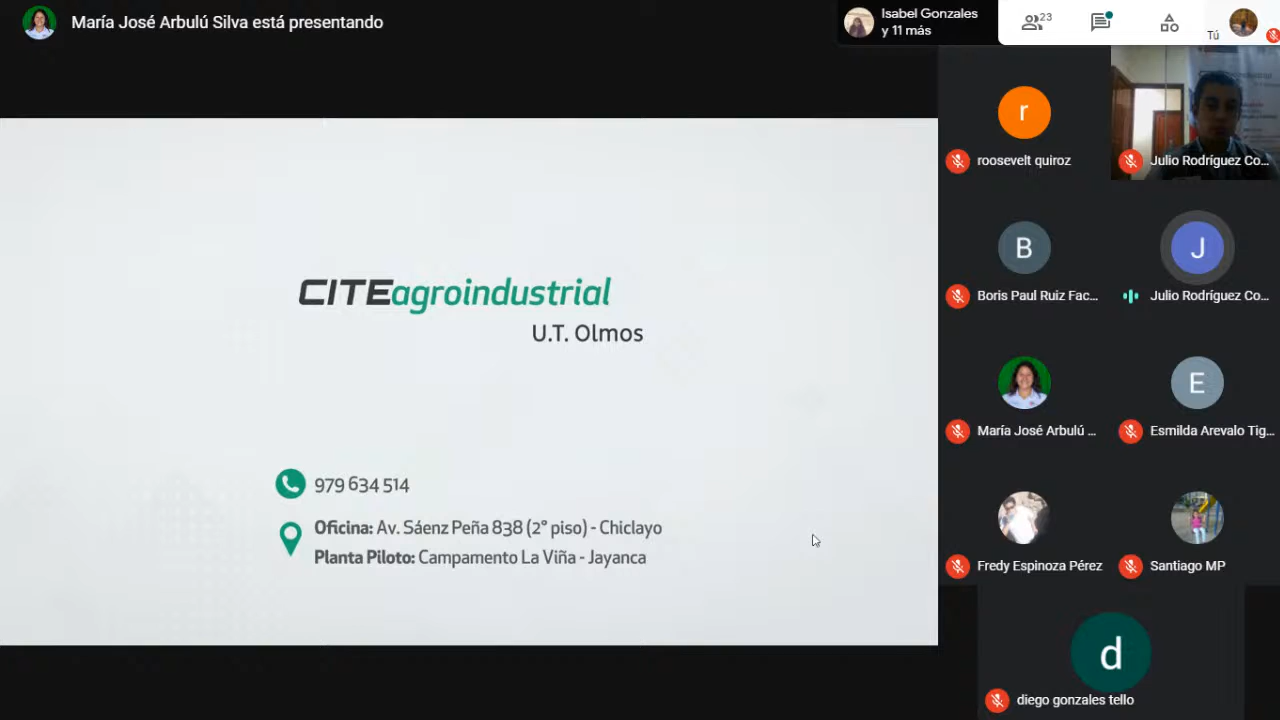 María José Arbulú Silva está presentando
Isabel Gonzales
y 11 más
23
Tú
CITEagroindustrial
U.T. Olmos
979 634 514
Oficina: Av. Sáenz Peña 838 (2° piso) - Chiclayo
Planta Piloto: Campamento La Viña - Jayanca
r
roosevelt quiroz
Julio Rodríguez Co...
B
Boris Paul Ruiz Fac...
J
Julio Rodríguez Co...
María José Arbulú ...
E
Esmilda Arevalo Tig...
Fredy Espinoza Pérez
Santiago MP
d
diego gonzales tello